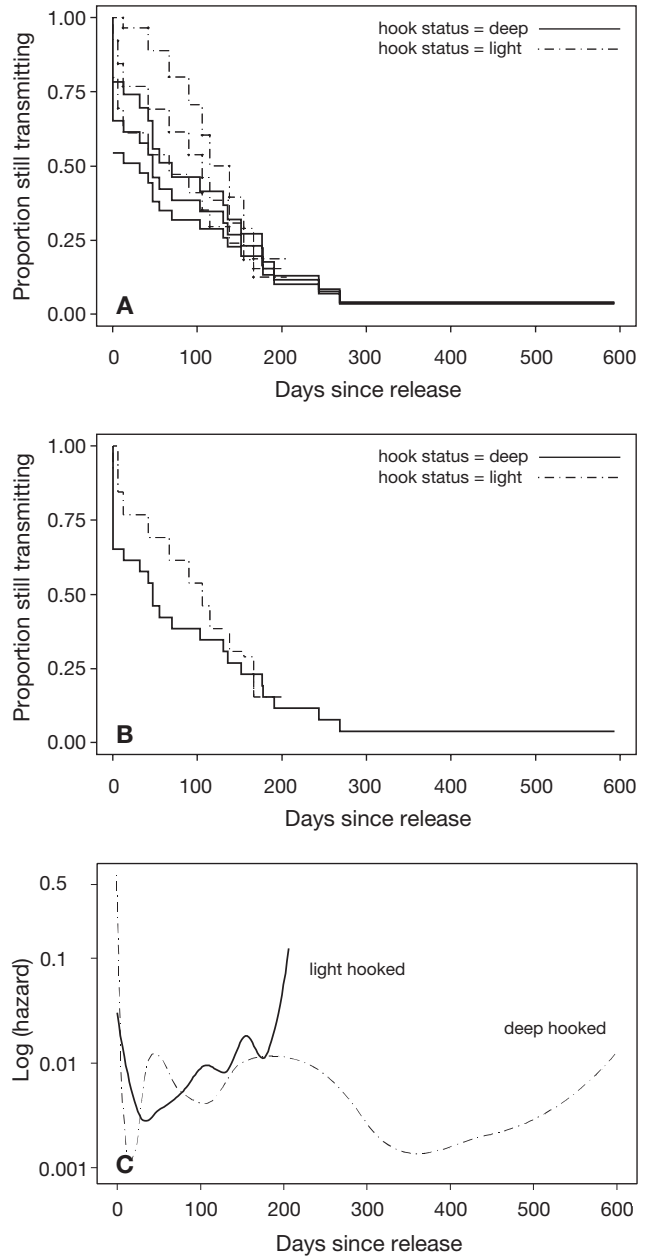 hook status = deep
hook status = light
Proportion still transmitting
1.00
0.75
0.50
0.25
0.00
A
0 100 200 300 400 500 600
Days since release
hook status = deep
hook status = light
Proportion still transmitting
1.00
0.75
0.50
0.25
0.00
B
0 100 200 300 400 500 600
Days since release
Log (hazard)
0.5
0.1
0.01
0.001
light hooked
deep hooked
C
0 100 200 300 400 500 600
Days since release